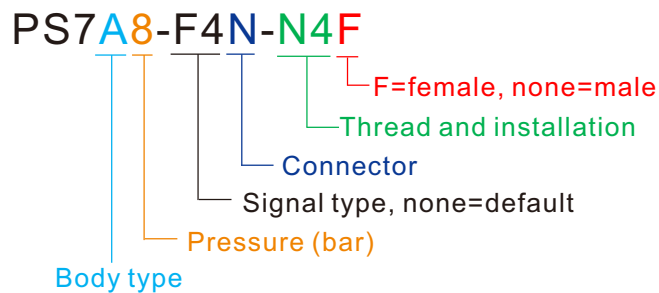 PS7A8-F4N-N4F
F=female, none=male
Thread and installation
Connector
Signal type, none=default
Pressure (bar)
Body type